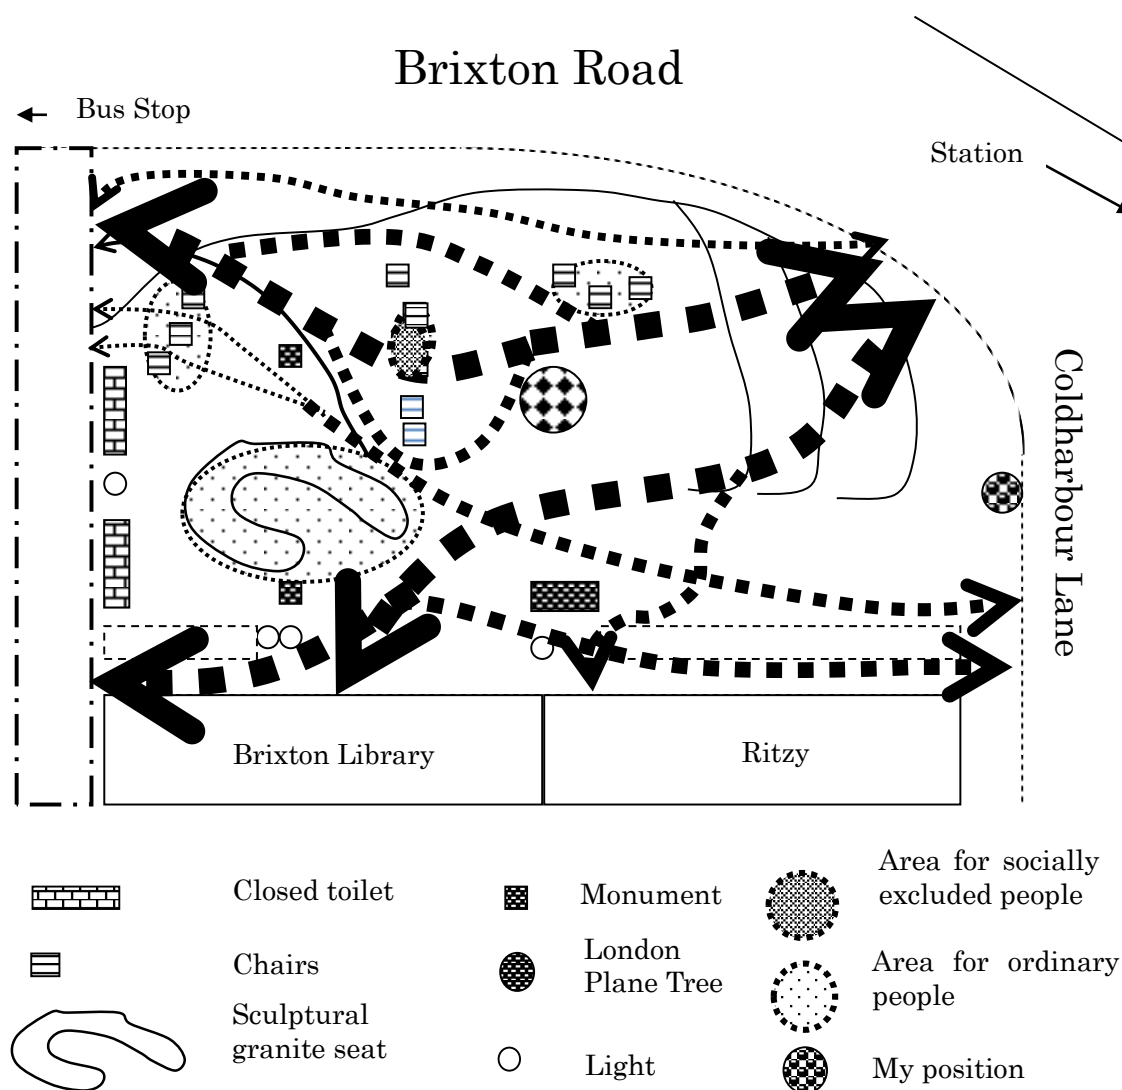 Brixton Road
Bus Stop
Station
Coldharbour Lane
Brixton Library
Ritzy
Closed toilet
Chairs
Sculptural
granite seat
Monument
London
Plane Tree
Light
Area for socially
excluded people
Area for ordinary
people
My position